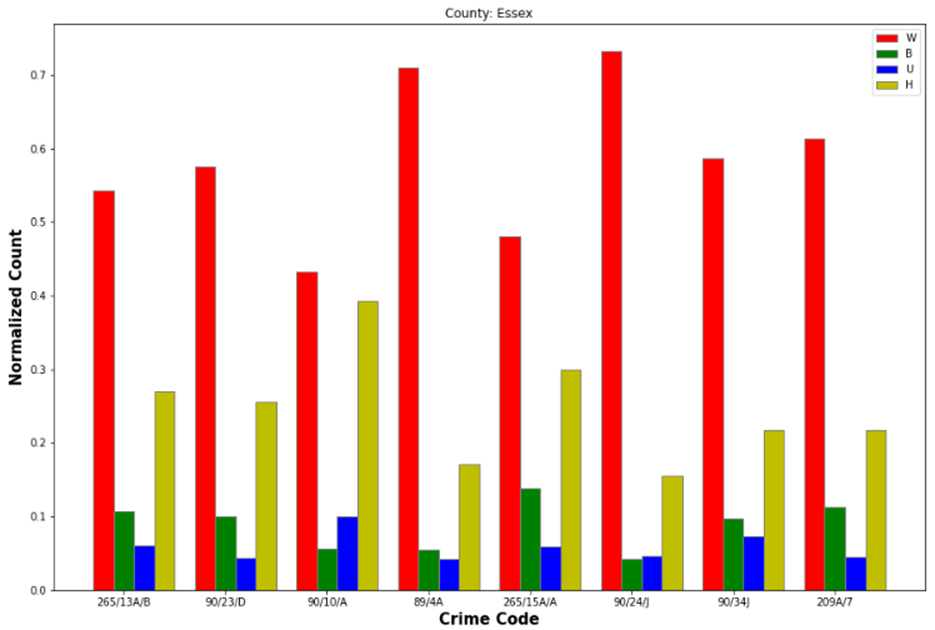 County: Essex
W
B
U
H
0.7
0.6
0.5
0.4
0.3
0.2
0.1
0.0
Normalized Count
265/13A/B 90/23/D 90/10/A 89/4A 265/15A/A 90/24/J 90/34J 209A/7
Crime Code